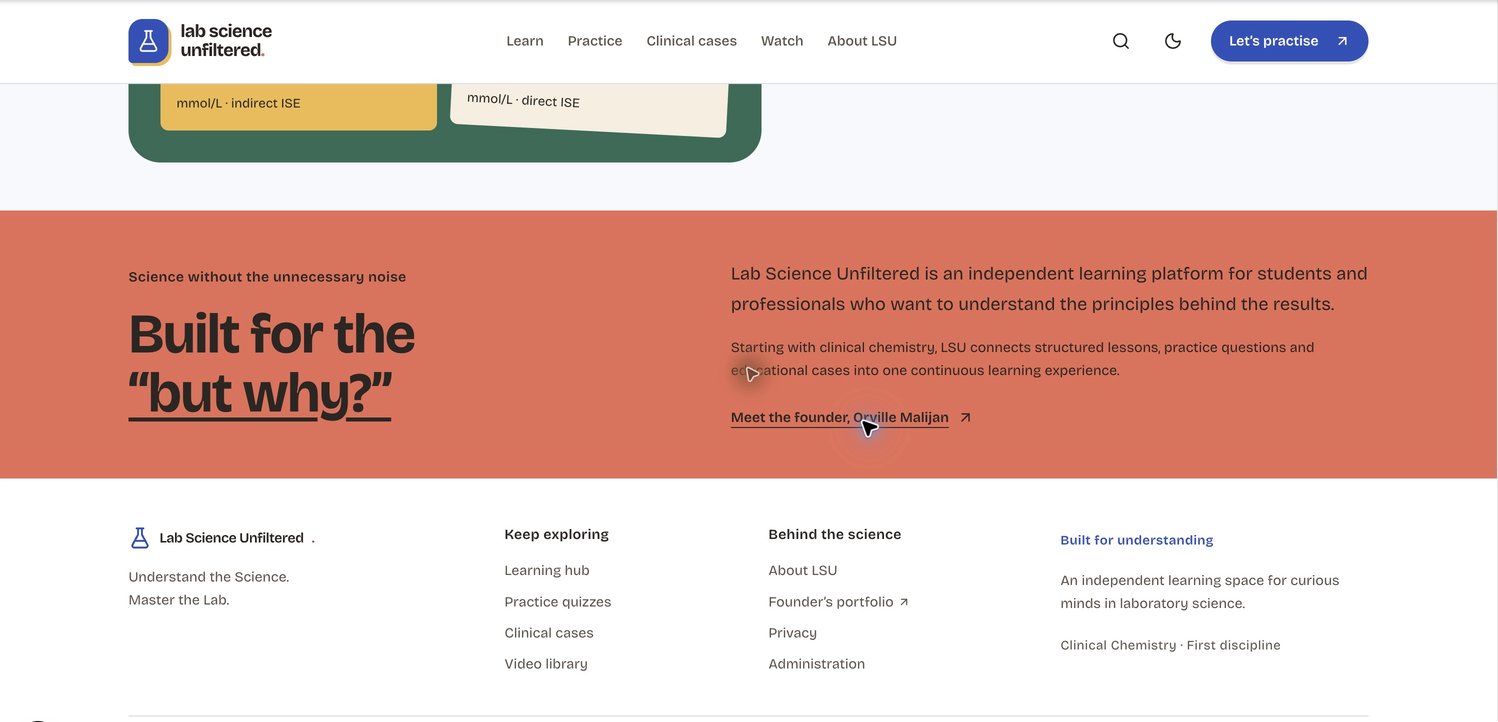 lab science
unfiltered.
Learn
Practice
Clinical cases
Watch
About LSU
Let's practise
mmol/L · indirect ISE
mmol/L · direct ISE
Science without the unnecessary noise
Built for the
“but why?”
Lab Science Unfiltered is an independent learning platform for students and
professionals who want to understand the principles behind the results.
Starting with clinical chemistry, LSU connects structured lessons, practice questions and
educational cases into one continuous learning experience.
Meet the founder, Orville Malijan
Lab Science Unfiltered .
Understand the Science.
Master the Lab.
Keep exploring
Learning hub
Practice quizzes
Clinical cases
Video library
Behind the science
About LSU
Founder's portfolio
Privacy
Administration
Built for understanding
An independent learning space for curious
minds in laboratory science.
Clinical Chemistry · First discipline